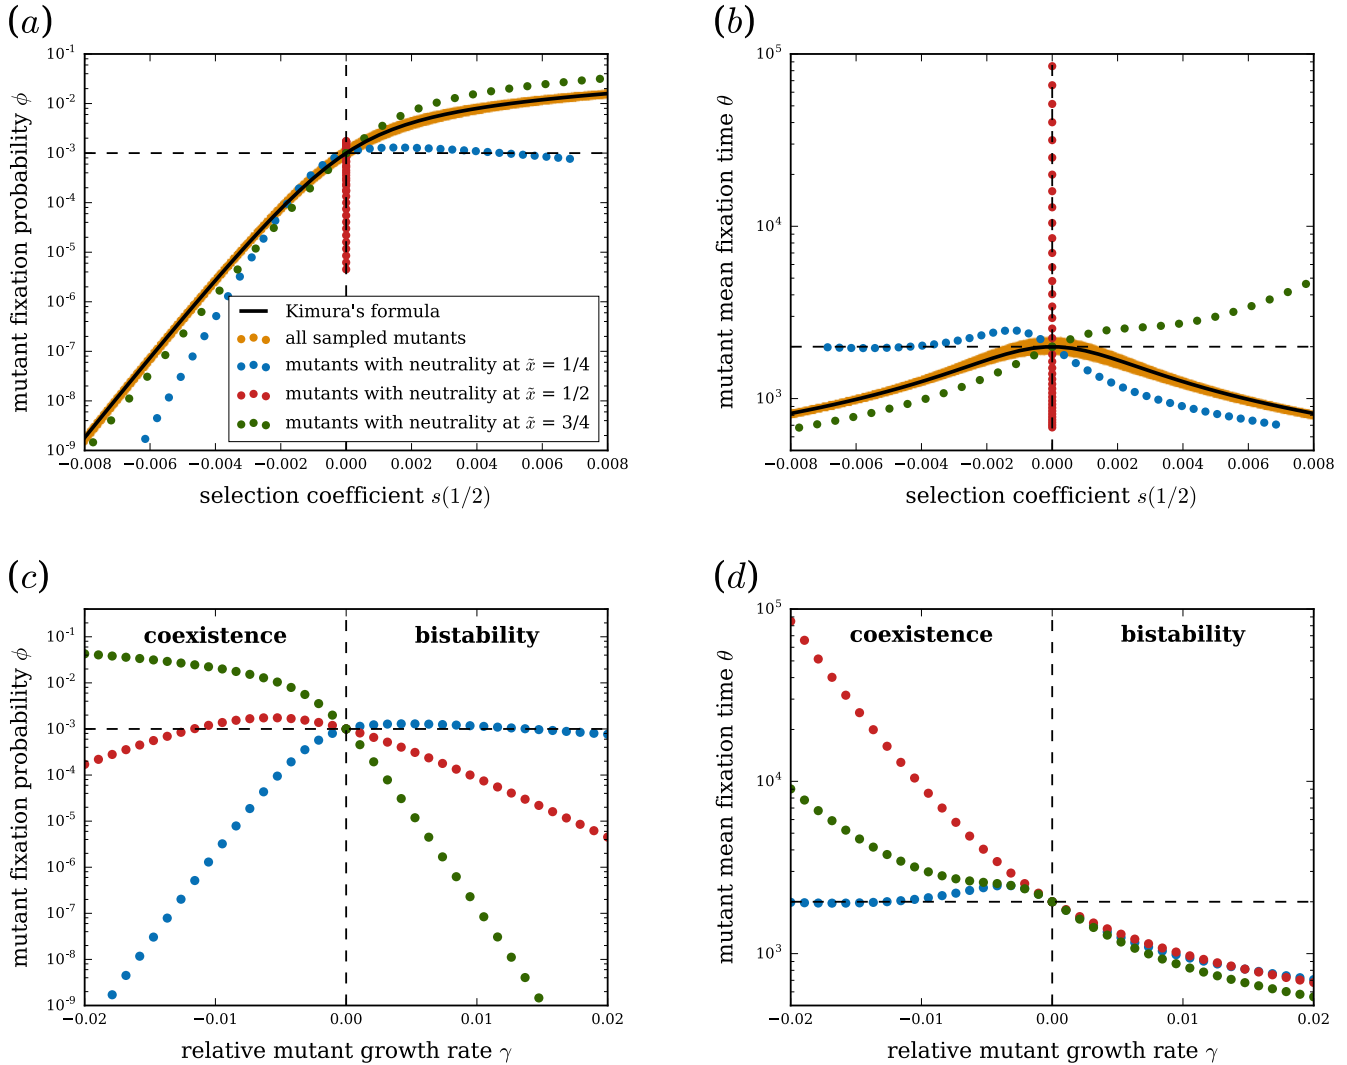 (a)
10^-1
10^-2
10^-3
10^-4
10^-5
10^-6
10^-7
10^-8
10^-9
mutant fixation probability ϕ
Kimura's formula
all sampled mutants
mutants with neutrality at x̃ = 1/4
mutants with neutrality at x̃ = 1/2
mutants with neutrality at x̃ = 3/4
−0.008 −0.006 −0.004 −0.002 0.000 0.002 0.004 0.006 0.008
selection coefficient s(1/2)
(b)
10^5
10^4
10^3
mutant mean fixation time θ
−0.008 −0.006 −0.004 −0.002 0.000 0.002 0.004 0.006 0.008
selection coefficient s(1/2)
(c)
coexistence bistability
10^-1
10^-2
10^-3
10^-4
10^-5
10^-6
10^-7
10^-8
10^-9
mutant fixation probability ϕ
−0.02 −0.01 0.00 0.01 0.02
relative mutant growth rate γ
(d)
coexistence bistability
10^5
10^4
10^3
mutant mean fixation time θ
−0.02 −0.01 0.00 0.01 0.02
relative mutant growth rate γ